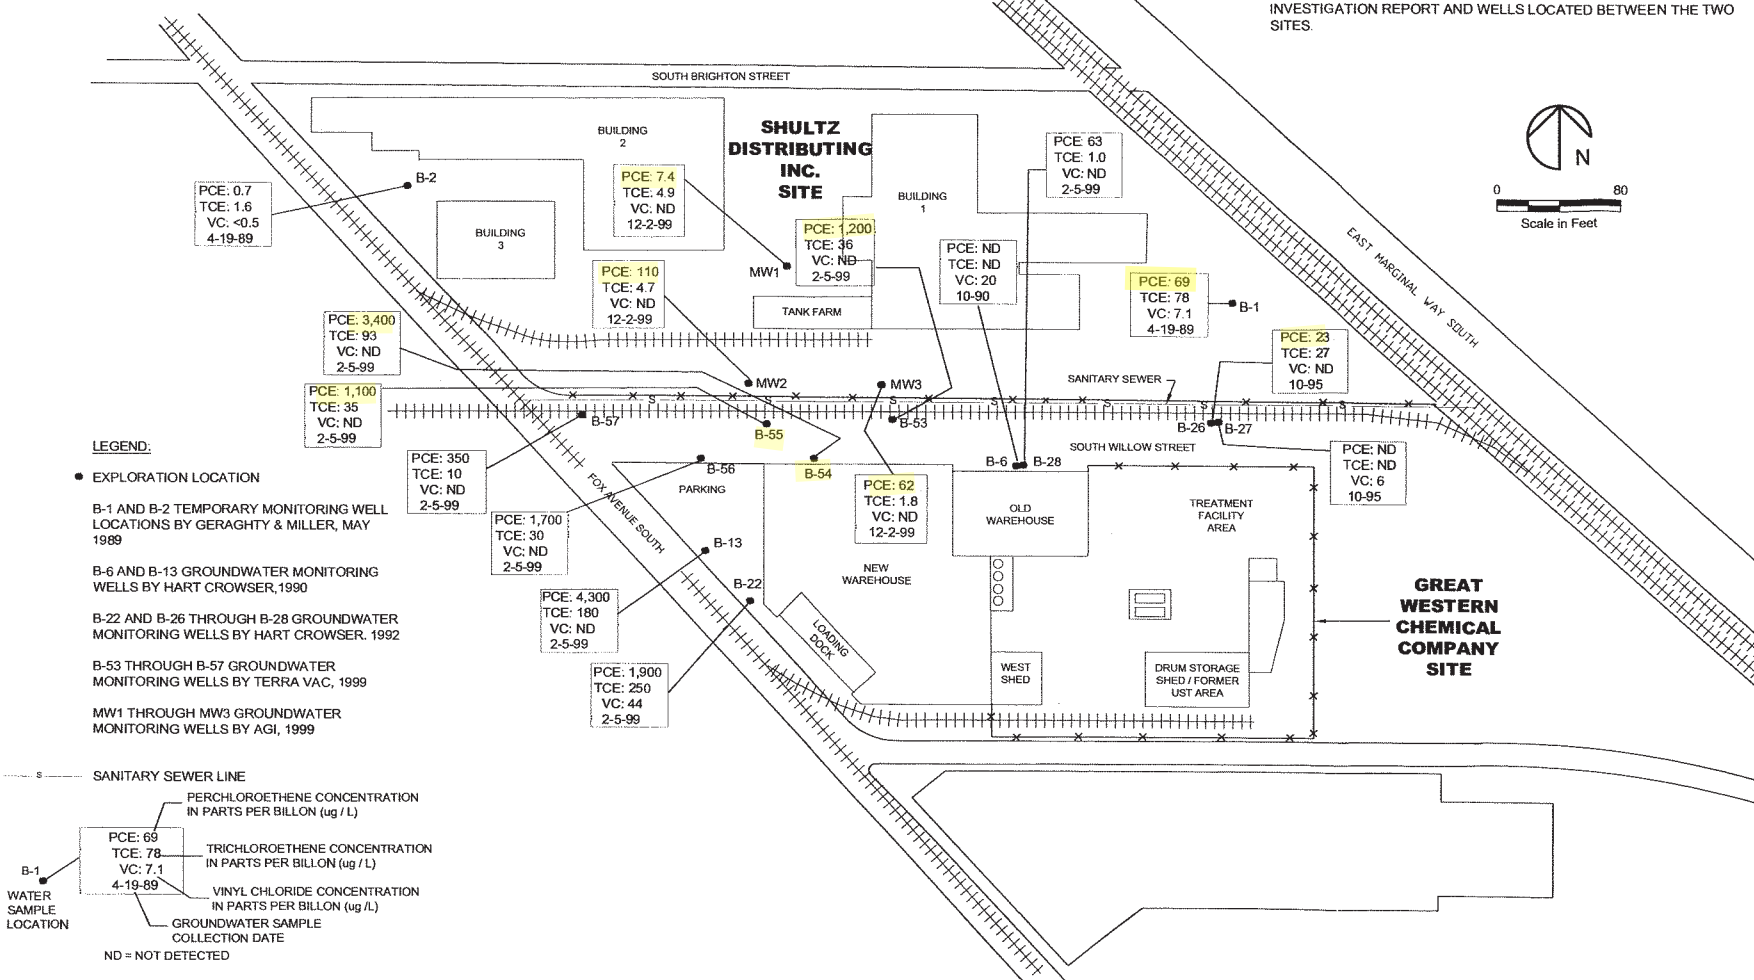 INVESTIGATION REPORT AND WELLS LOCATED BETWEEN THE TWO
SITES.
SOUTH BRIGHTON STREET
BUILDING
2
SHULTZ
DISTRIBUTING
INC.
SITE
PCE: 63
TCE: 1.0
VC: ND
2-5-99
N
0 80
Scale in Feet
B-2
PCE: 0.7
TCE: 1.6
VC: <0.5
4-19-89
PCE: 7.4
TCE: 4.9
VC: ND
12-2-99
BUILDING
1
BUILDING
3
PCE: 1,200
TCE: 36
VC: ND
2-5-99
PCE: ND
TCE: ND
VC: 20
10-90
EAST MARGINAL WAY SOUTH
MW1
PCE: 110
TCE: 4.7
VC: ND
12-2-99
TANK FARM
PCE: 69
TCE: 78
VC: 7.1
4-19-89
B-1
PCE: 3,400
TCE: 93
VC: ND
2-5-99
PCE: 23
TCE: 27
VC: ND
10-95
MW2
MW3
SANITARY SEWER
PCE: 1,100
TCE: 35
VC: ND
2-5-99
S S S S S S
B-57
B-55
B-53
B-26
B-27
SOUTH WILLOW STREET
LEGEND:
EXPLORATION LOCATION
B-1 AND B-2 TEMPORARY MONITORING WELL
LOCATIONS BY GERAGHTY & MILLER, MAY
1989
B-6 AND B-13 GROUNDWATER MONITORING
WELLS BY HART CROWSER,1990
B-22 AND B-26 THROUGH B-28 GROUNDWATER
MONITORING WELLS BY HART CROWSER. 1992
B-53 THROUGH B-57 GROUNDWATER
MONITORING WELLS BY TERRA VAC, 1999
MW1 THROUGH MW3 GROUNDWATER
MONITORING WELLS BY AGI, 1999
S SANITARY SEWER LINE
PCE: 350
TCE: 10
VC: ND
2-5-99
B-56
B-54
B-6
B-28
PCE: ND
TCE: ND
VC: 6
10-95
FOX AVENUE SOUTH
PARKING
PCE: 62
TCE: 1.8
VC: ND
12-2-99
OLD
WAREHOUSE
TREATMENT
FACILITY
AREA
PCE: 1,700
TCE: 30
VC: ND
2-5-99
B-13
NEW
WAREHOUSE
B-22
PCE: 4,300
TCE: 180
VC: ND
2-5-99
LOADING
DOCK
GREAT
WESTERN
CHEMICAL
COMPANY
SITE
PCE: 1,900
TCE: 250
VC: 44
2-5-99
WEST
SHED
DRUM STORAGE
SHED / FORMER
UST AREA
PERCHLOROETHENE CONCENTRATION
IN PARTS PER BILLON (ug / L)
PCE: 69
TCE: 78
VC: 7.1
4-19-89
TRICHLOROETHENE CONCENTRATION
IN PARTS PER BILLON (ug / L)
VINYL CHLORIDE CONCENTRATION
IN PARTS PER BILLON (ug /L)
B-1
WATER
SAMPLE
LOCATION
GROUNDWATER SAMPLE
COLLECTION DATE
ND = NOT DETECTED